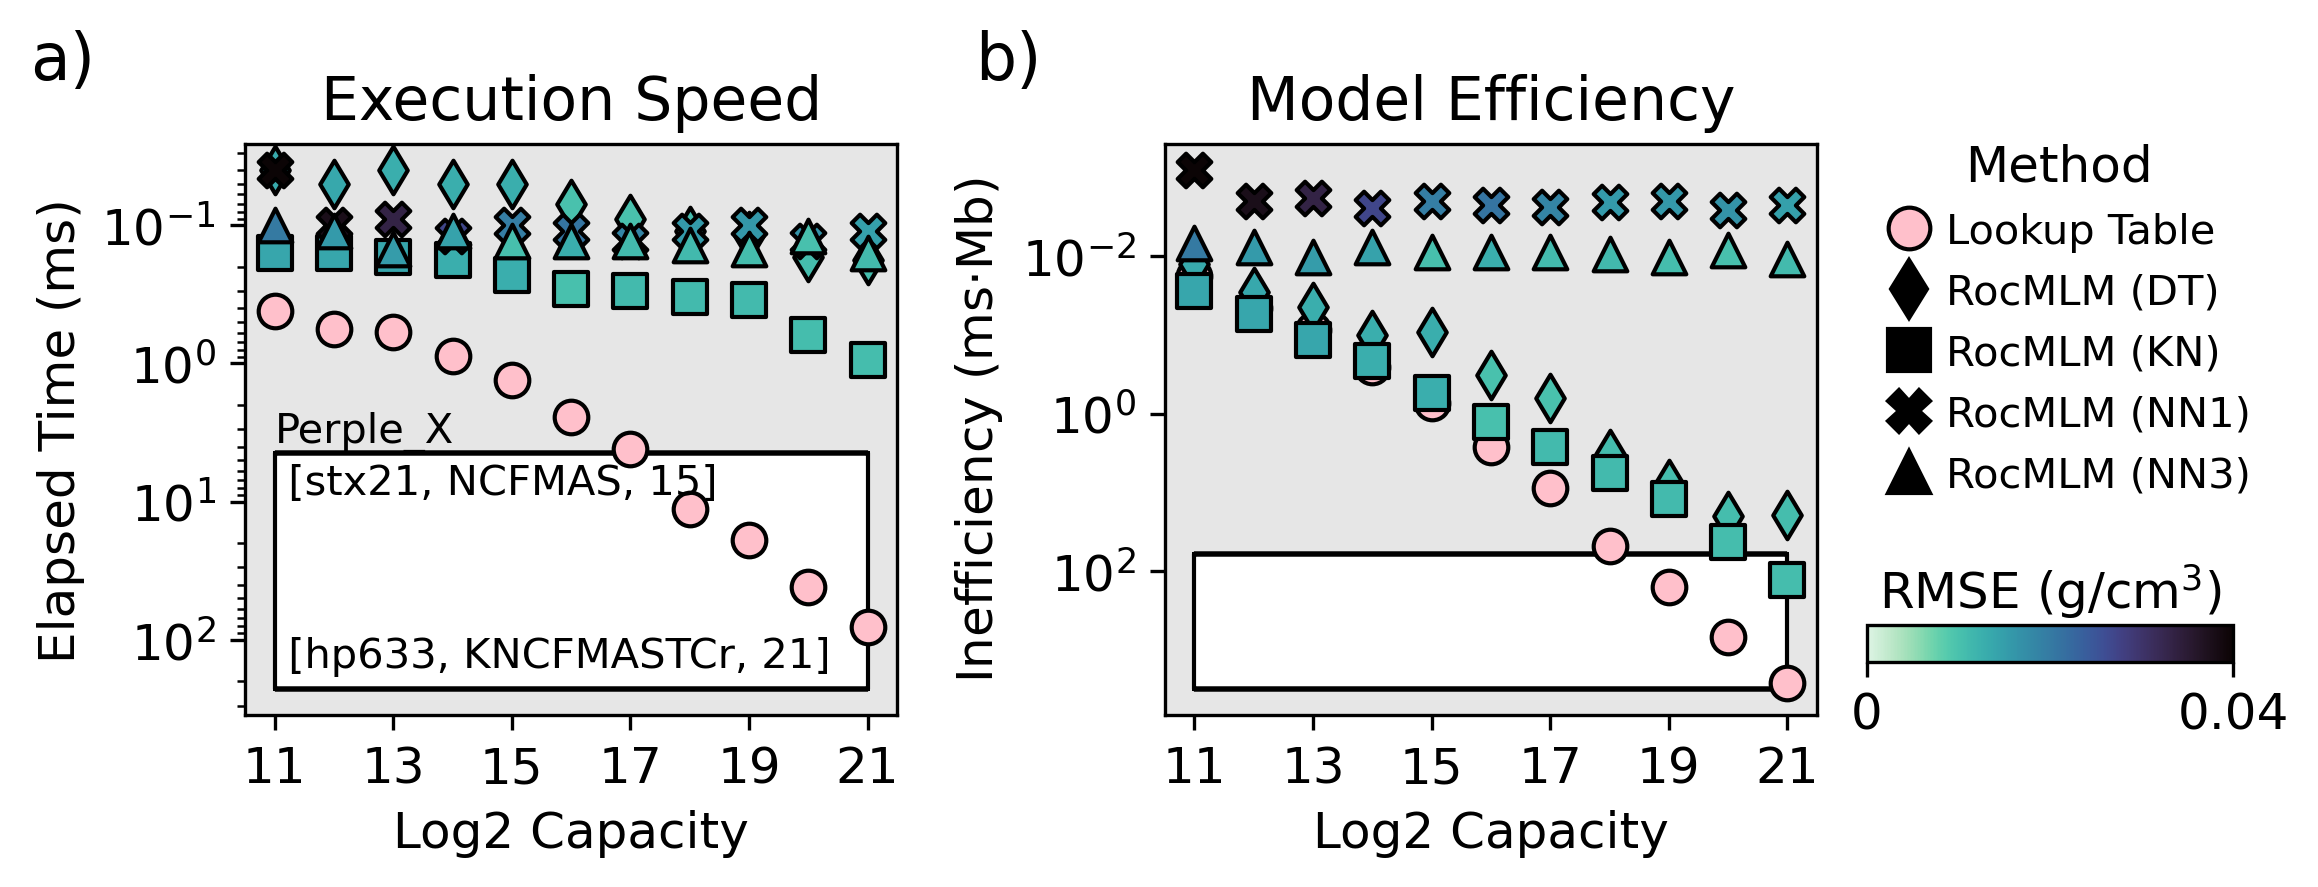 a)
Execution Speed
Elapsed Time (ms)
10⁻¹
10⁰
10¹
10²
Perple_X
[stx21, NCFMAS, 15]
[hp633, KNCFMASTCr, 21]
11 13 15 17 19 21
Log2 Capacity
b)
Model Efficiency
Inefficiency (ms·Mb)
10⁻²
10⁰
10²
11 13 15 17 19 21
Log2 Capacity
Method
Lookup Table
RocMLM (DT)
RocMLM (KN)
RocMLM (NN1)
RocMLM (NN3)
RMSE (g/cm³)
0 0.04